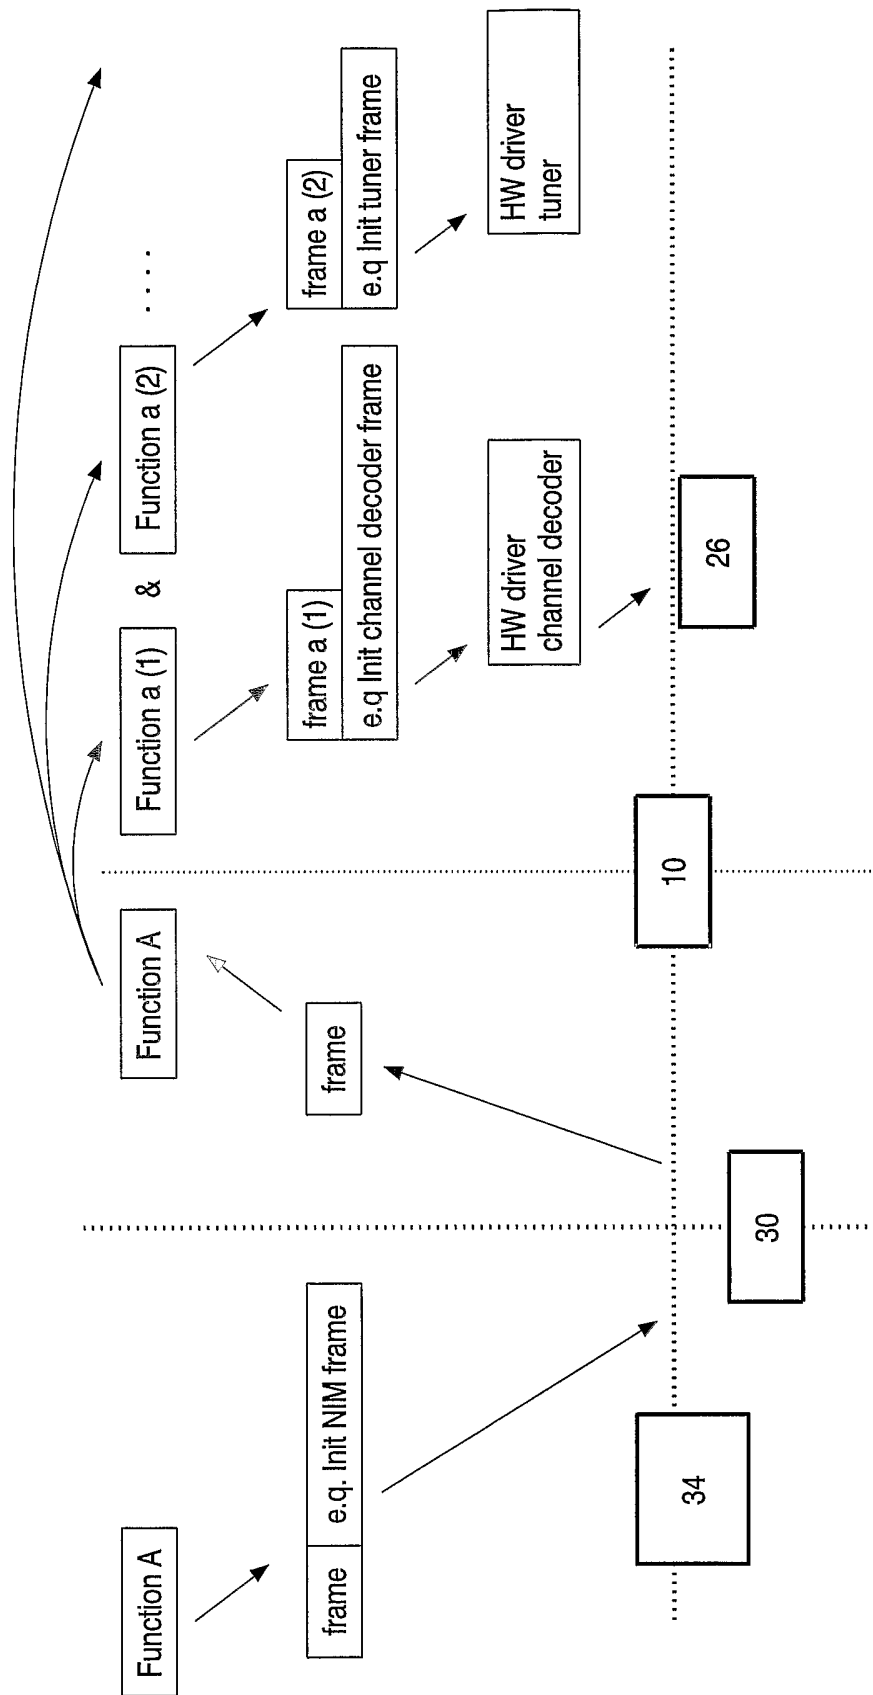 Function A
Function A
Function a (1)
&
Function a (2)
. . . .
frame
e.q. Init NIM frame
frame
frame a (1)
e.q Init channel decoder frame
frame a (2)
e.q Init tuner frame
HW driver
channel decoder
HW driver
tuner
34
30
10
26